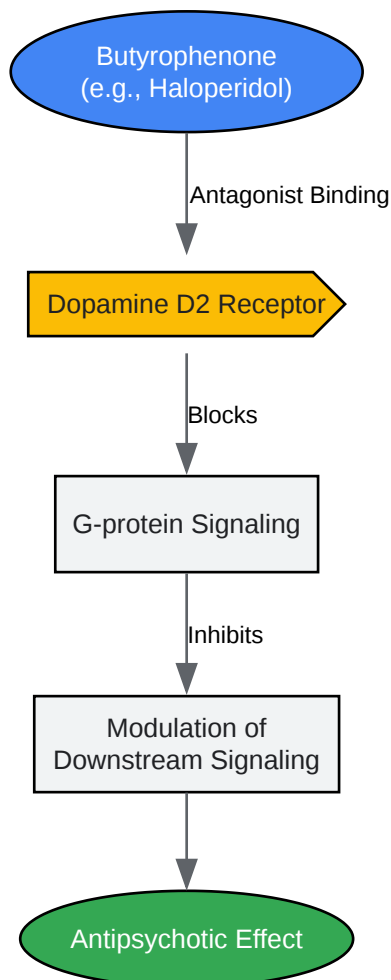 Butyrophenone
(e.g., Haloperidol)
Antagonist Binding
Dopamine D2 Receptor
Blocks
G-protein Signaling
Inhibits
Modulation of
Downstream Signaling
Antipsychotic Effect